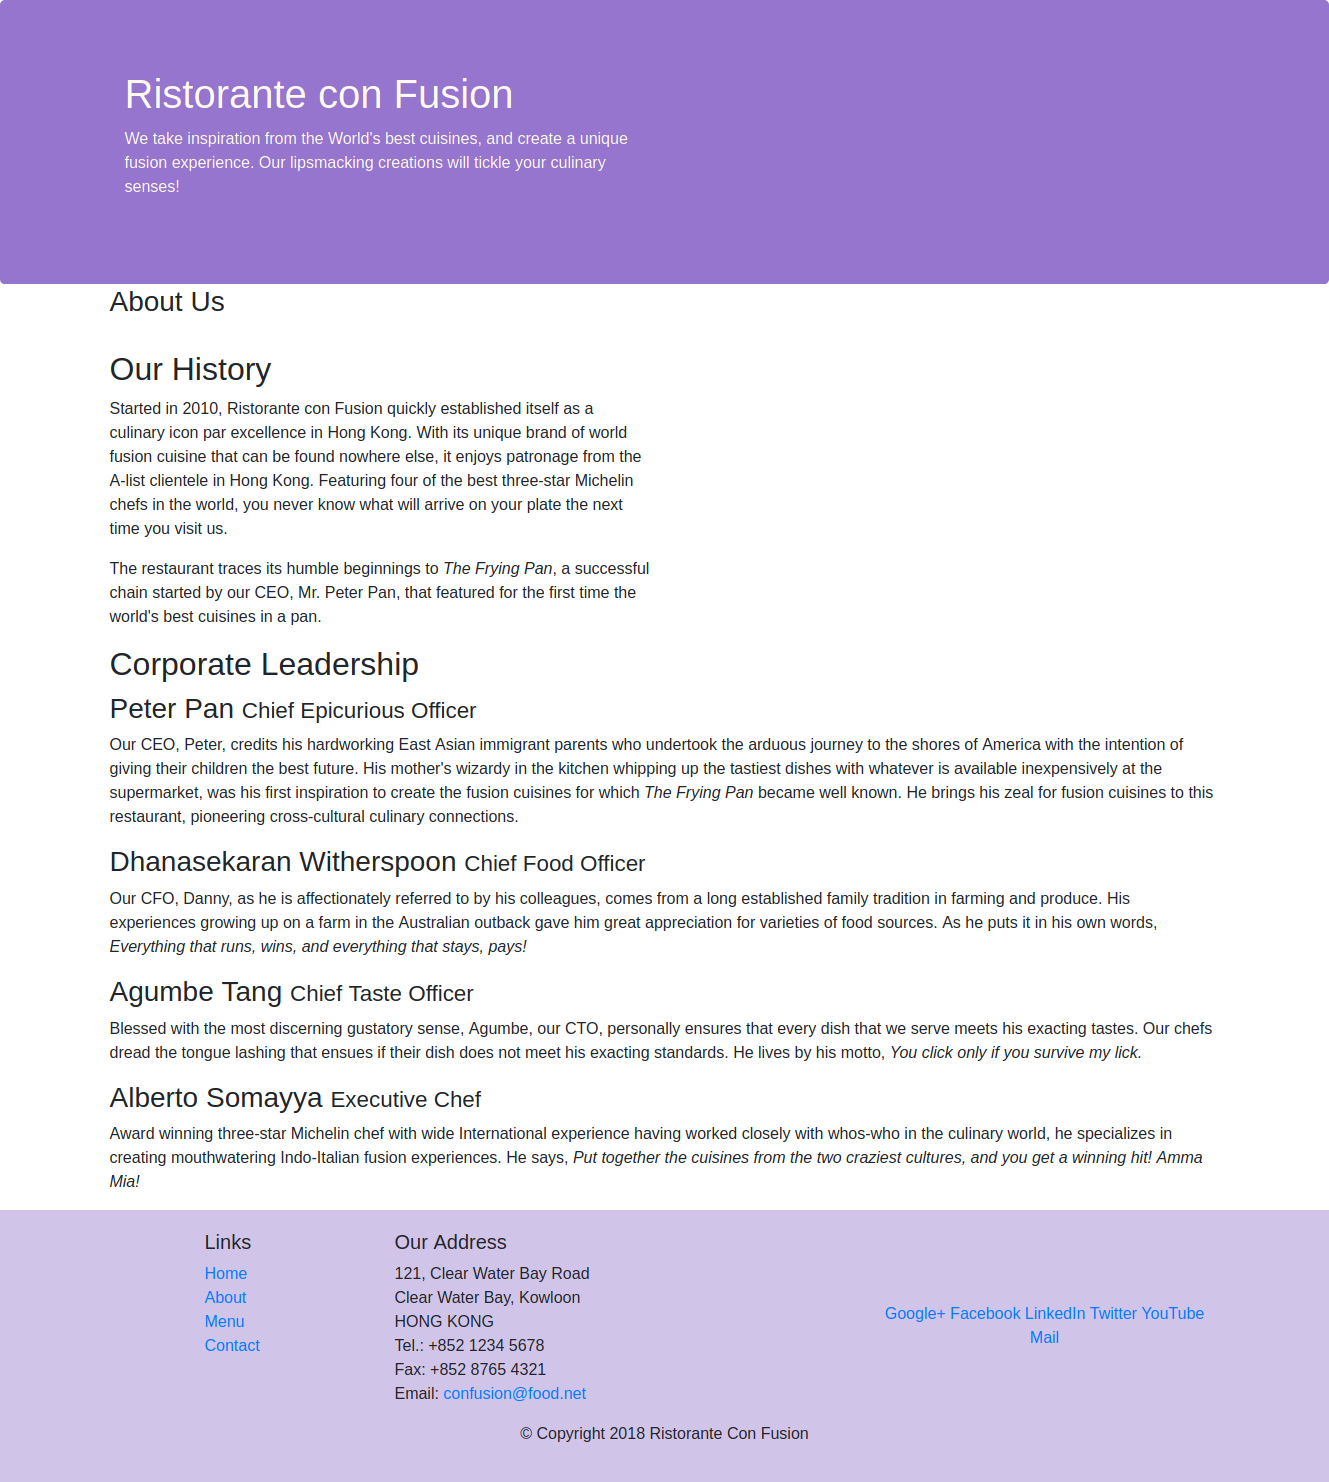 Ristorante con Fusion
We take inspiration from the World's best cuisines, and create a unique
fusion experience. Our lipsmacking creations will tickle your culinary
senses!
About Us
Our History
Started in 2010, Ristorante con Fusion quickly established itself as a
culinary icon par excellence in Hong Kong. With its unique brand of world
fusion cuisine that can be found nowhere else, it enjoys patronage from the
A-list clientele in Hong Kong. Featuring four of the best three-star Michelin
chefs in the world, you never know what will arrive on your plate the next
time you visit us.
The restaurant traces its humble beginnings to The Frying Pan, a successful
chain started by our CEO, Mr. Peter Pan, that featured for the first time the
world's best cuisines in a pan.
Corporate Leadership
Peter Pan Chief Epicurious Officer
Our CEO, Peter, credits his hardworking East Asian immigrant parents who undertook the arduous journey to the shores of America with the intention of
giving their children the best future. His mother's wizardy in the kitchen whipping up the tastiest dishes with whatever is available inexpensively at the
supermarket, was his first inspiration to create the fusion cuisines for which The Frying Pan became well known. He brings his zeal for fusion cuisines to this
restaurant, pioneering cross-cultural culinary connections.
Dhanasekaran Witherspoon Chief Food Officer
Our CFO, Danny, as he is affectionately referred to by his colleagues, comes from a long established family tradition in farming and produce. His
experiences growing up on a farm in the Australian outback gave him great appreciation for varieties of food sources. As he puts it in his own words,
Everything that runs, wins, and everything that stays, pays!
Agumbe Tang Chief Taste Officer
Blessed with the most discerning gustatory sense, Agumbe, our CTO, personally ensures that every dish that we serve meets his exacting tastes. Our chefs
dread the tongue lashing that ensues if their dish does not meet his exacting standards. He lives by his motto, You click only if you survive my lick.
Alberto Somayya Executive Chef
Award winning three-star Michelin chef with wide International experience having worked closely with whos-who in the culinary world, he specializes in
creating mouthwatering Indo-Italian fusion experiences. He says, Put together the cuisines from the two craziest cultures, and you get a winning hit! Amma
Mia!
Links
Home
About
Menu
Contact
Our Address
121, Clear Water Bay Road
Clear Water Bay, Kowloon
HONG KONG
Tel.: +852 1234 5678
Fax: +852 8765 4321
Email: confusion@food.net
Google+ Facebook LinkedIn Twitter YouTube
Mail
© Copyright 2018 Ristorante Con Fusion